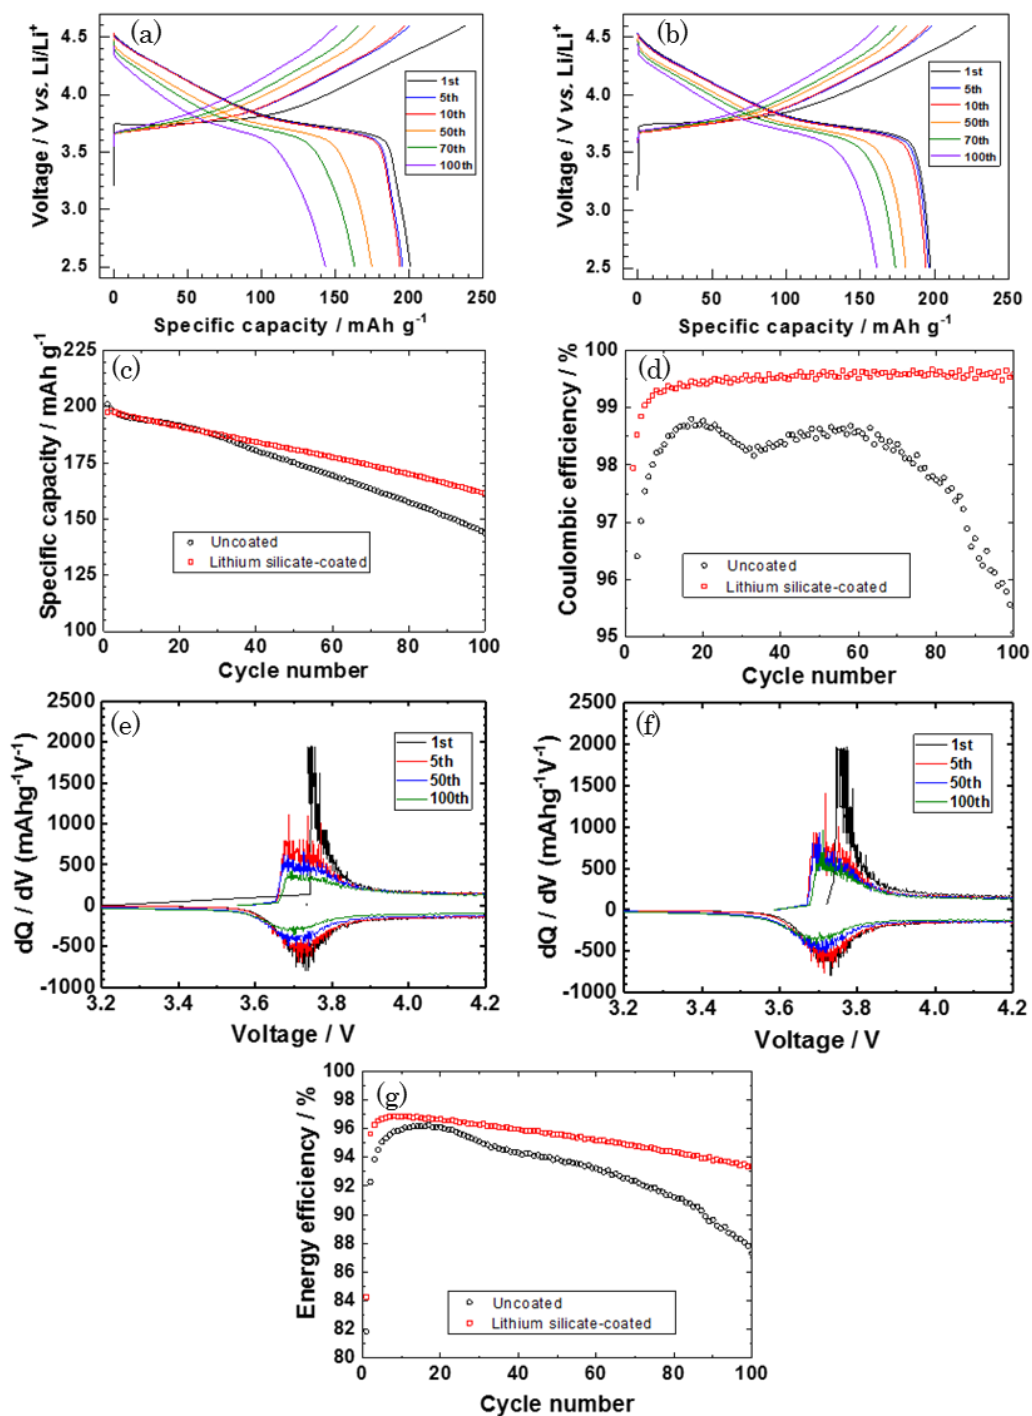 (a)
Voltage / V vs. Li/Li⁺
4.5
4.0
3.5
3.0
2.5
1st
5th
10th
50th
70th
100th
0 50 100 150 200 250
Specific capacity / mAh g⁻¹
(b)
Voltage / V vs. Li/Li⁺
4.5
4.0
3.5
3.0
2.5
1st
5th
10th
50th
70th
100th
0 50 100 150 200 250
Specific capacity / mAh g⁻¹
(c)
Specific capacity / mAh g⁻¹
225
200
175
150
125
100
Uncoated
Lithium silicate-coated
0 20 40 60 80 100
Cycle number
(d)
Coulombic efficiency / %
100
99
98
97
96
95
Uncoated
Lithium silicate-coated
0 20 40 60 80 100
Cycle number
(e)
dQ / dV (mAhg⁻¹V⁻¹)
2500
2000
1500
1000
500
0
-500
-1000
1st
5th
50th
100th
3.2 3.4 3.6 3.8 4.0 4.2
Voltage / V
(f)
dQ / dV (mAhg⁻¹V⁻¹)
2500
2000
1500
1000
500
0
-500
-1000
1st
5th
50th
100th
3.2 3.4 3.6 3.8 4.0 4.2
Voltage / V
(g)
Energy efficiency / %
100
98
96
94
92
90
88
86
84
82
80
Uncoated
Lithium silicate-coated
0 20 40 60 80 100
Cycle number